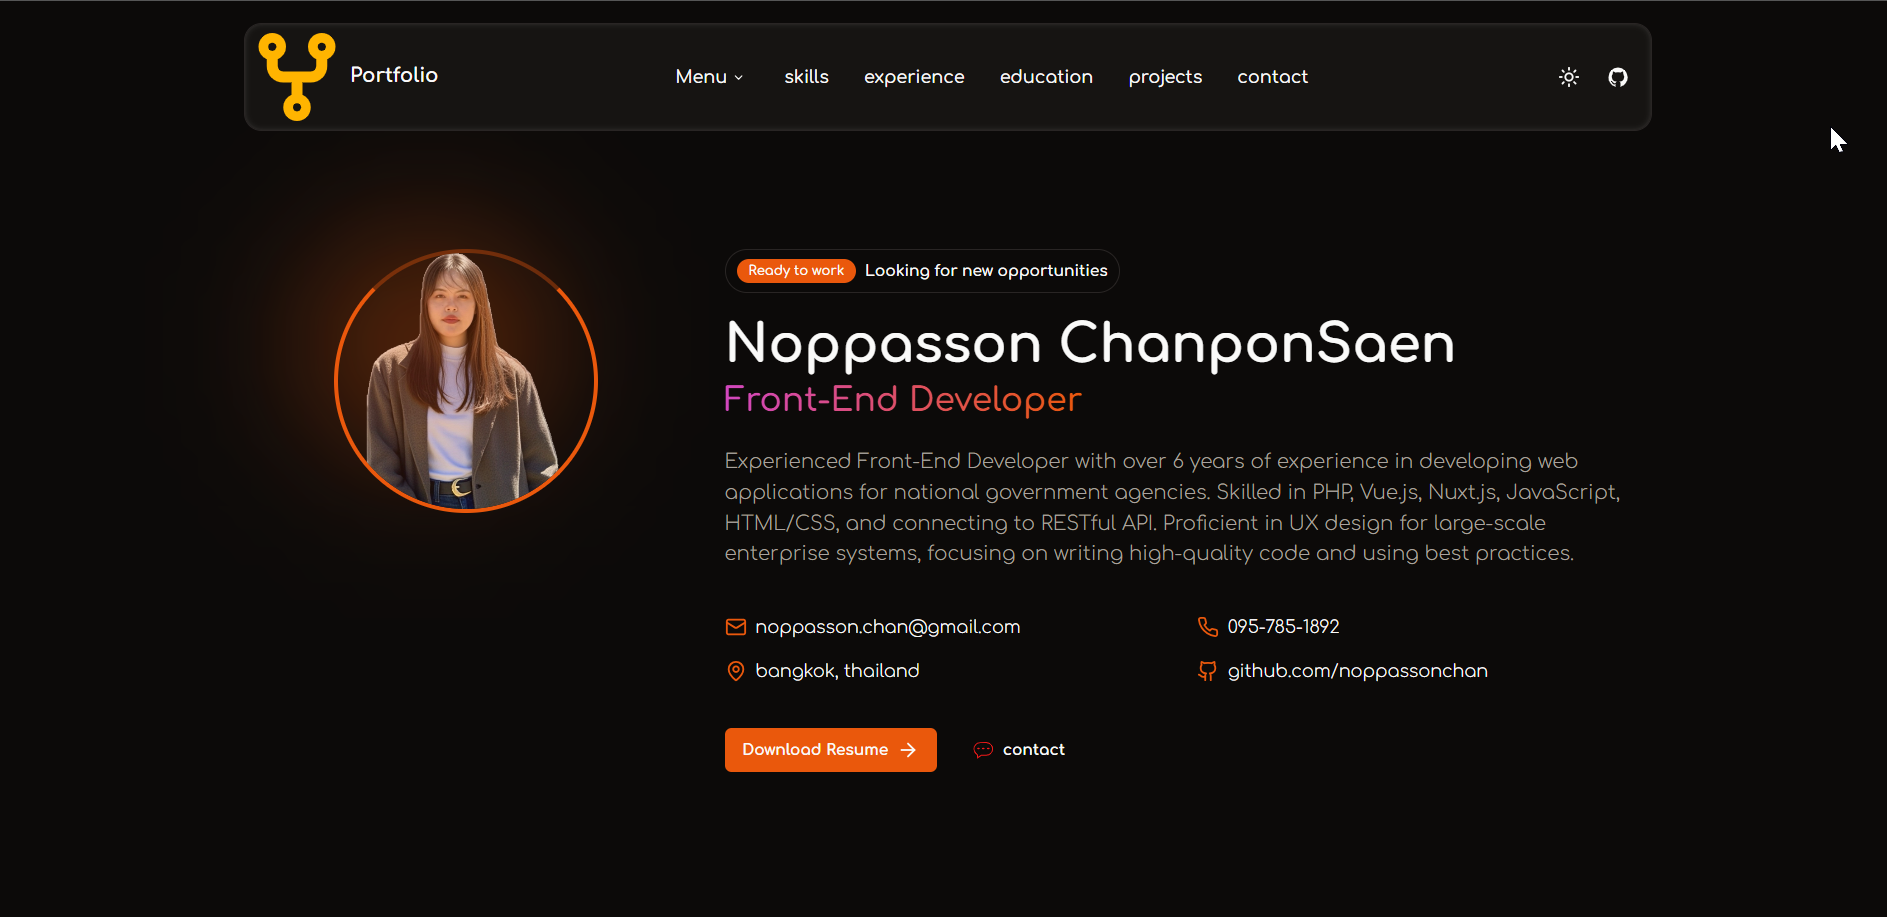 Portfolio
Menu
skills
experience
education
projects
contact
Ready to work Looking for new opportunities
Noppasson ChanponSaen
Front-End Developer
Experienced Front-End Developer with over 6 years of experience in developing web
applications for national government agencies. Skilled in PHP, Vue.js, Nuxt.js, JavaScript,
HTML/CSS, and connecting to RESTful API. Proficient in UX design for large-scale
enterprise systems, focusing on writing high-quality code and using best practices.
noppasson.chan@gmail.com
095-785-1892
bangkok, thailand
github.com/noppassonchan
Download Resume
contact